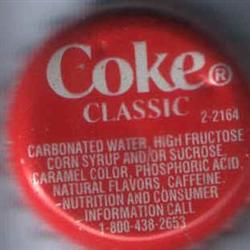 Coke®
CLASSIC
2-2164
CARBONATED WATER, HIGH FRUCTOSE
CORN SYRUP AND/OR SUCROSE,
CARAMEL COLOR, PHOSPHORIC ACID,
NATURAL FLAVORS, CAFFEINE.
NUTRITION AND CONSUMER
INFORMATION CALL
1-800-438-2653